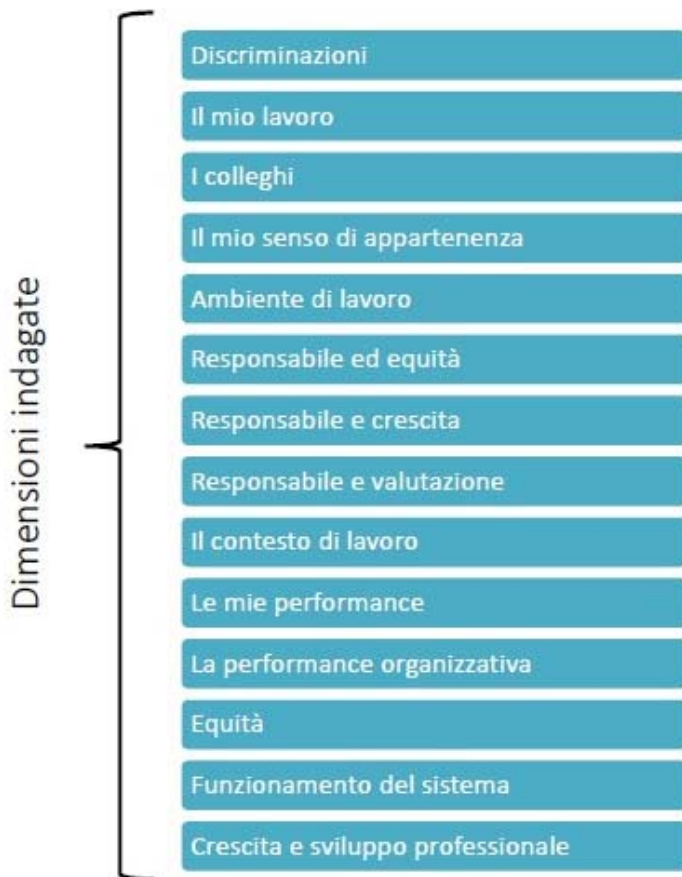 Dimensioni indagate
Discriminazioni
Il mio lavoro
I colleghi
Il mio senso di appartenenza
Ambiente di lavoro
Responsabile ed equità
Responsabile e crescita
Responsabile e valutazione
Il contesto di lavoro
Le mie performance
La performance organizzativa
Equità
Funzionamento del sistema
Crescita e sviluppo professionale